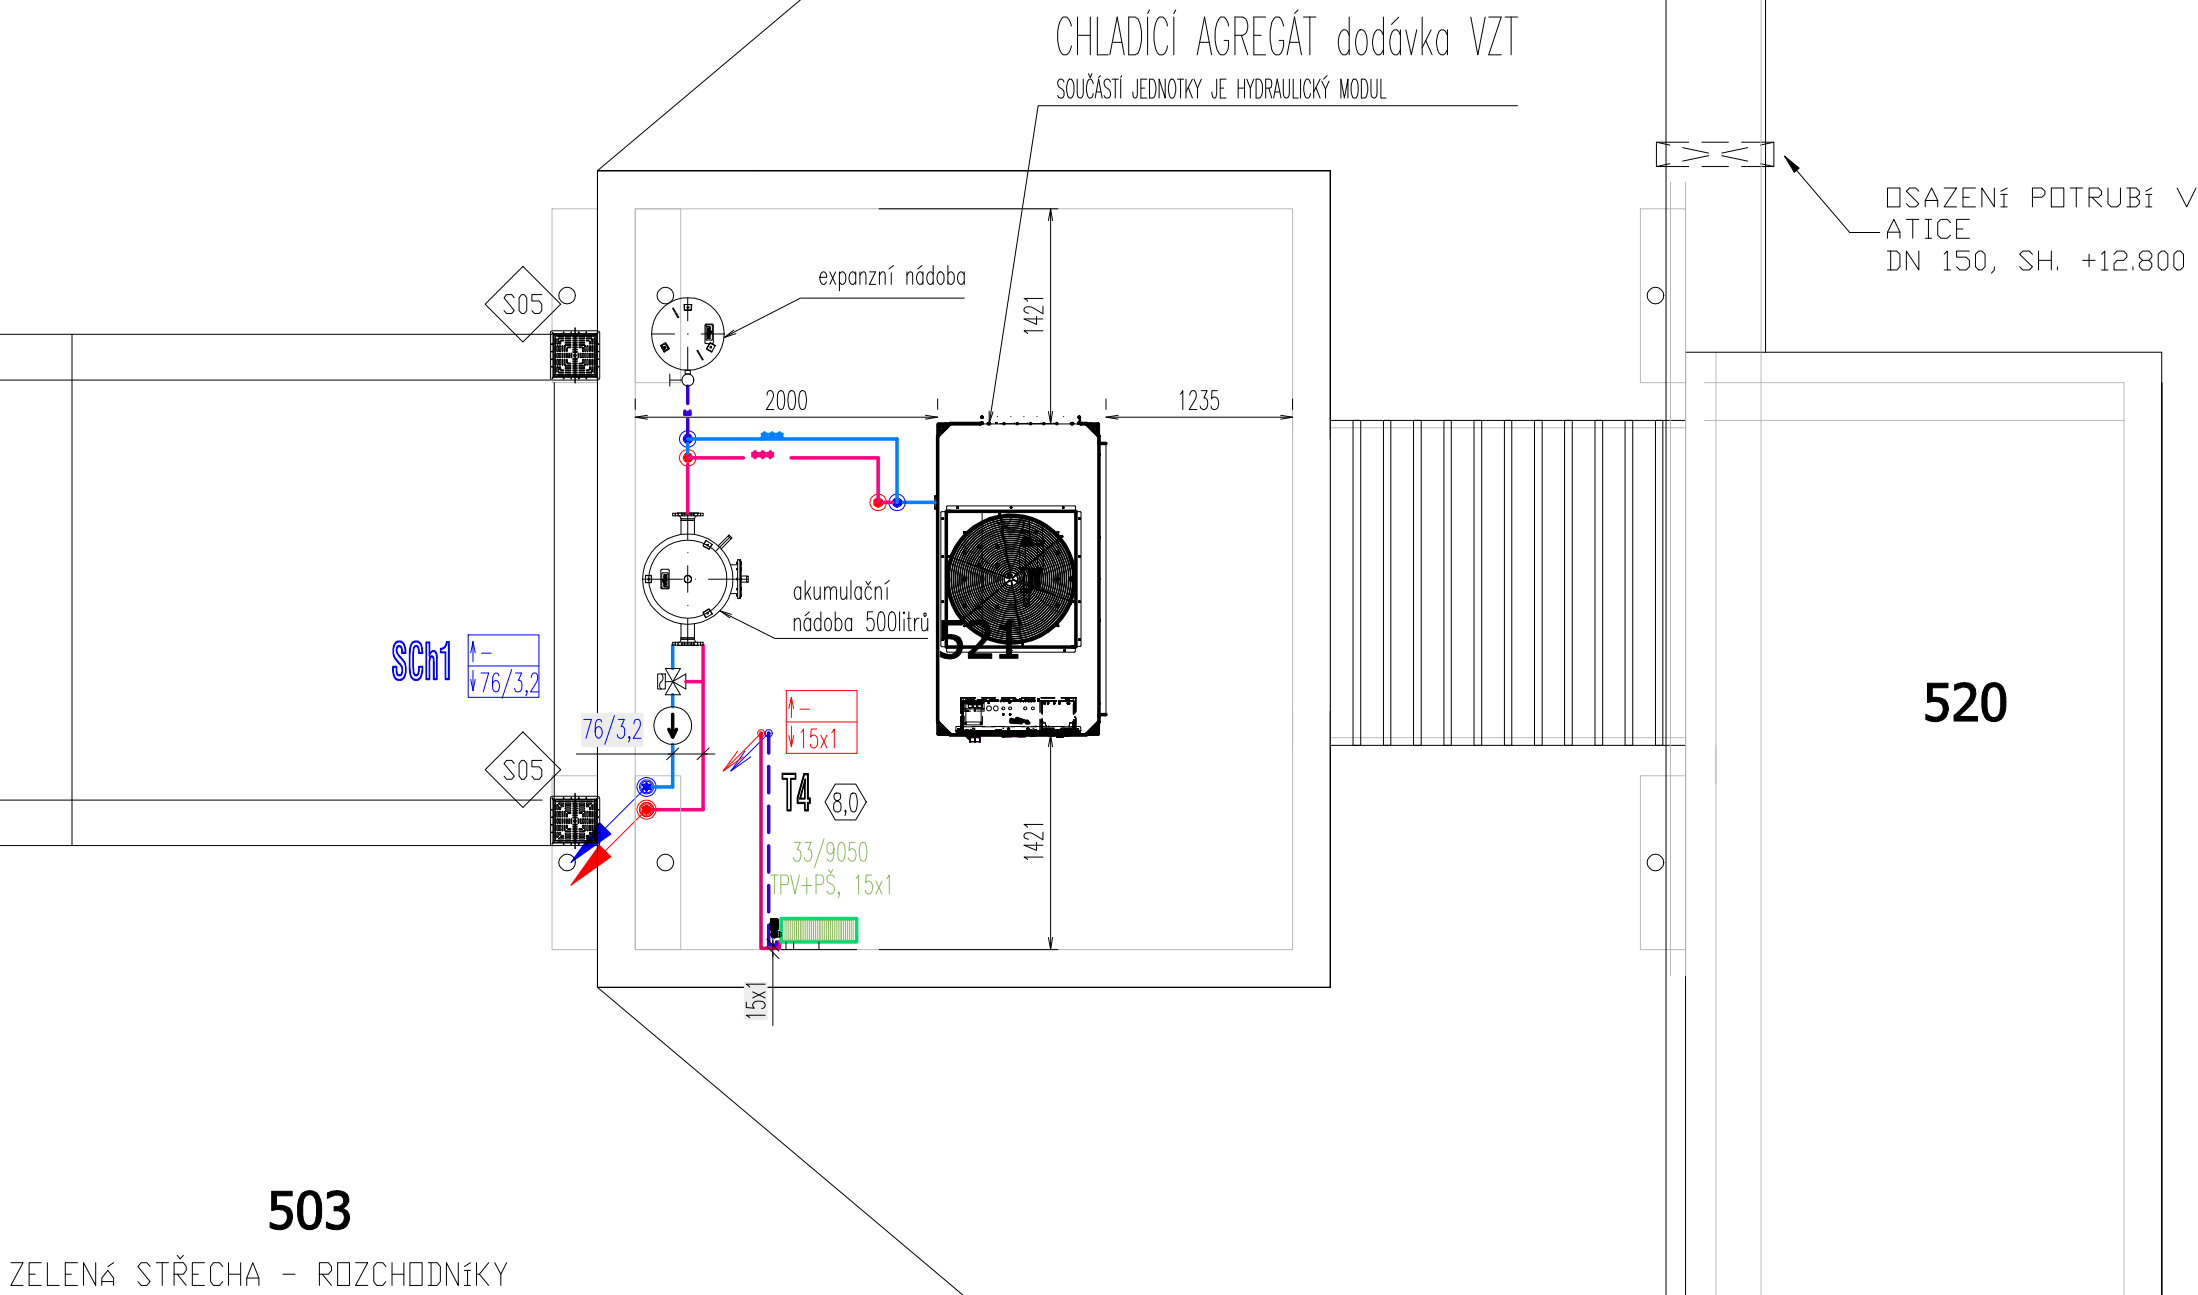 CHLADÍCÍ AGREGÁT dodávka VZT
SOUČÁSTÍ JEDNOTKY JE HYDRAULICKÝ MODUL
OSAZENÍ POTRUBÍ V
ATICE
DN 150, SH. +12.800
expanzní nádoba
S05
1421
2000
1235
akumulační
nádoba 500litrů
521
SCh1
–
76/3,2
520
76/3,2
–
15x1
S05
T4
8,0
33/9050
TPV+PŠ, 15x1
1421
15x1
503
ZELENÁ STŘECHA - ROZCHODNÍKY